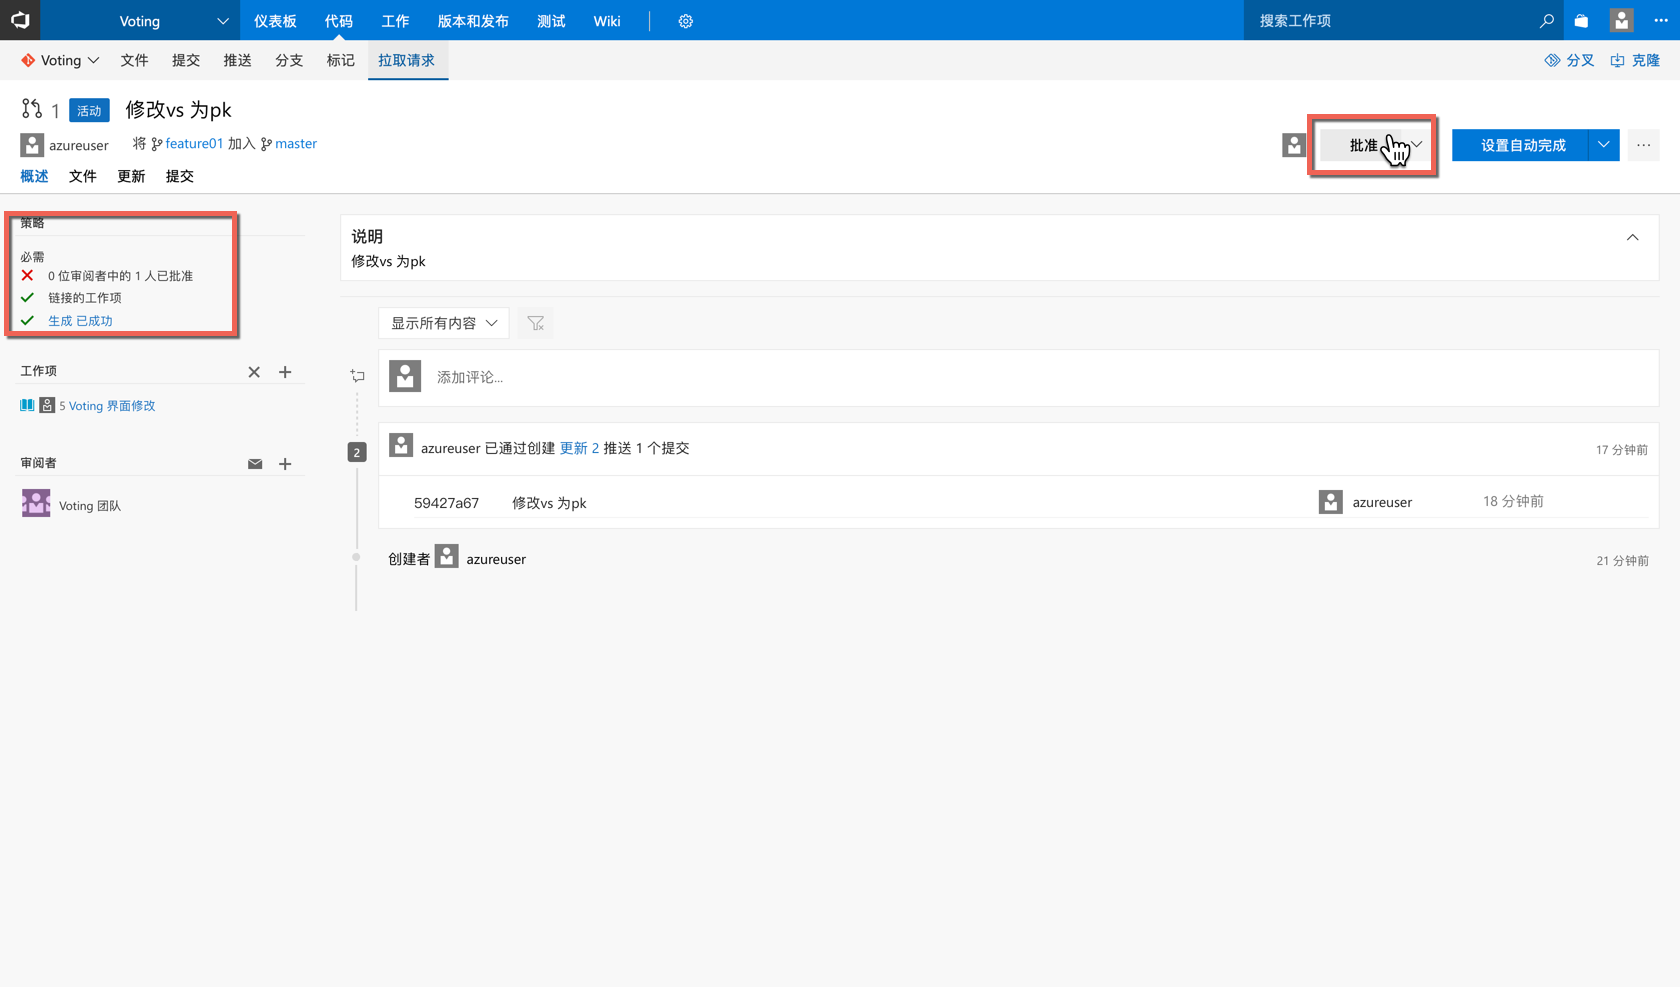 Voting 仪表板 代码 工作 版本和发布 测试 Wiki 搜索工作项
Voting 文件 提交 推送 分支 标记 拉取请求 分叉 克隆
1 活动 修改vs 为pk
azureuser 将 feature01 加入 master
批准 设置自动完成
概述 文件 更新 提交
策略
必需
0 位审阅者中的 1 人已批准
链接的工作项
生成 已成功
工作项
5 Voting 界面修改
审阅者
Voting 团队
说明
修改vs 为pk
显示所有内容
添加评论...
2
azureuser 已通过创建 更新 2 推送 1 个提交 17 分钟前
59427a67 修改vs 为pk azureuser 18 分钟前
创建者 azureuser 21 分钟前